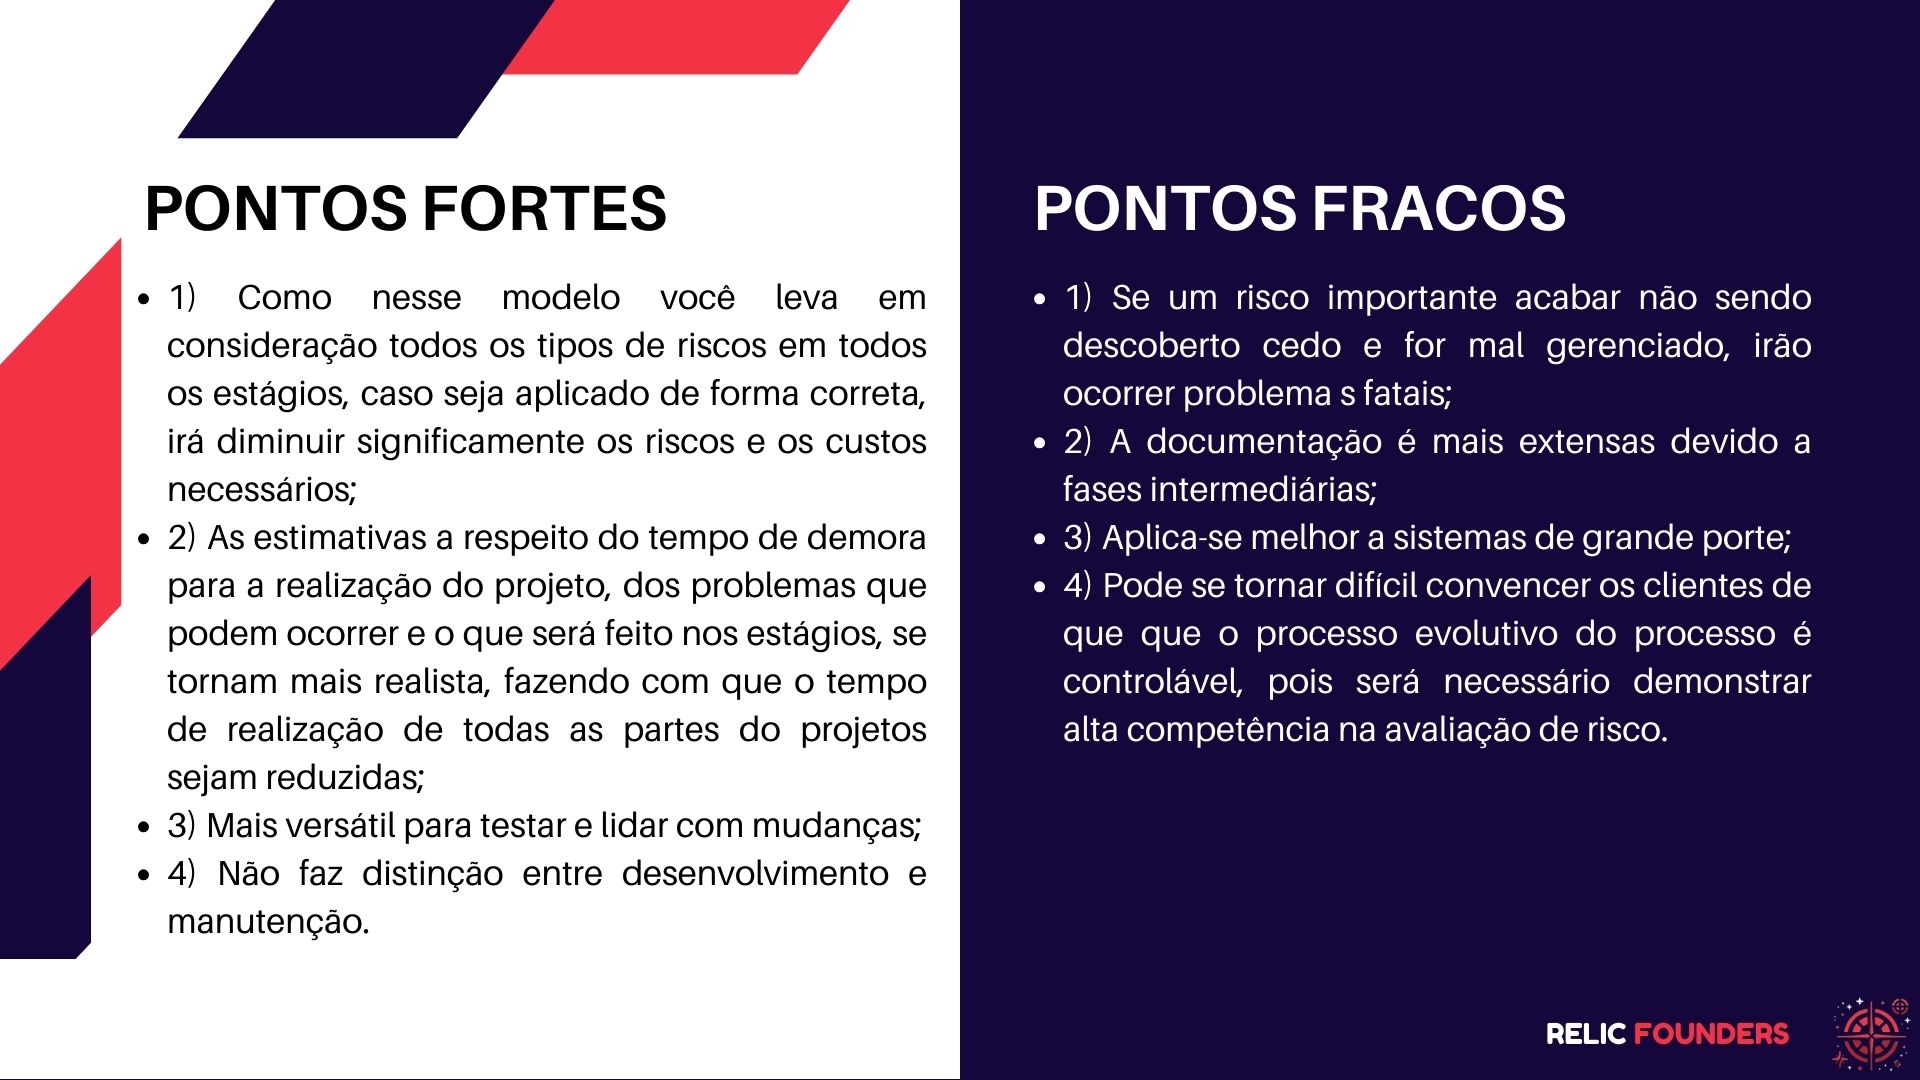 PONTOS FORTES
• 1) Como nesse modelo você leva em
consideração todos os tipos de riscos em todos
os estágios, caso seja aplicado de forma correta,
irá diminuir significamente os riscos e os custos
necessários;
• 2) As estimativas a respeito do tempo de demora
para a realização do projeto, dos problemas que
podem ocorrer e o que será feito nos estágios, se
tornam mais realista, fazendo com que o tempo
de realização de todas as partes do projetos
sejam reduzidas;
• 3) Mais versátil para testar e lidar com mudanças;
• 4) Não faz distinção entre desenvolvimento e
manutenção.
PONTOS FRACOS
• 1) Se um risco importante acabar não sendo
descoberto cedo e for mal gerenciado, irão
ocorrer problema s fatais;
• 2) A documentação é mais extensas devido a
fases intermediárias;
• 3) Aplica-se melhor a sistemas de grande porte;
• 4) Pode se tornar difícil convencer os clientes de
que que o processo evolutivo do processo é
controlável, pois será necessário demonstrar
alta competência na avaliação de risco.
RELIC FOUNDERS